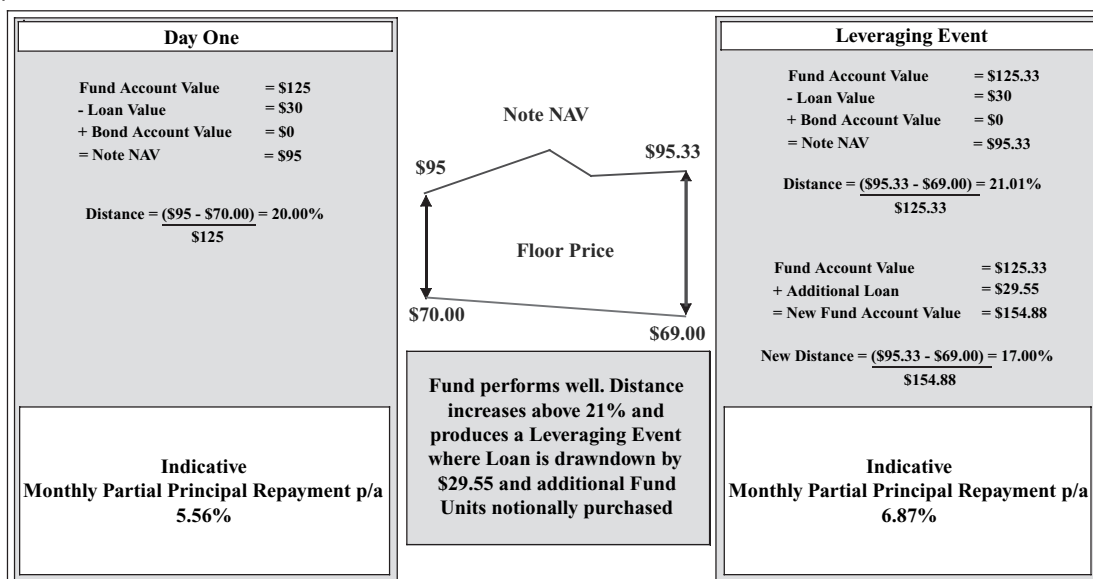 Day One
Fund Account Value = $125
- Loan Value = $30
+ Bond Account Value = $0
= Note NAV = $95
Distance = ($95 - $70.00) = 20.00%
$125
Indicative
Monthly Partial Principal Repayment p/a
5.56%
Note NAV
$95
$95.33
Floor Price
$70.00
$69.00
Fund performs well. Distance
increases above 21% and
produces a Leveraging Event
where Loan is drawndown by
$29.55 and additional Fund
Units notionally purchased
Leveraging Event
Fund Account Value = $125.33
- Loan Value = $30
+ Bond Account Value = $0
= Note NAV = $95.33
Distance = ($95.33 - $69.00) = 21.01%
$125.33
Fund Account Value = $125.33
+ Additional Loan = $29.55
= New Fund Account Value = $154.88
New Distance = ($95.33 - $69.00) = 17.00%
$154.88
Indicative
Monthly Partial Principal Repayment p/a
6.87%